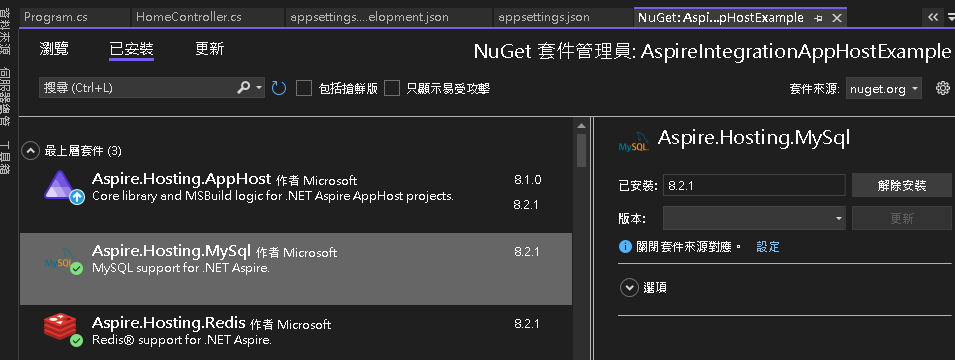 Program.cs
HomeController.cs
appsettings....elopment.json
appsettings.json
NuGet: Aspi...pHostExample
資料來源
伺服器總管
工具箱
瀏覽
已安裝
更新
NuGet 套件管理員: AspireIntegrationAppHostExample
搜尋 (Ctrl+L)
包括搶鮮版
只顯示易受攻擊
套件來源: nuget.org
最上層套件 (3)
Aspire.Hosting.AppHost 作者 Microsoft
8.1.0
Core library and MSBuild logic for .NET Aspire AppHost projects.
8.2.1
MySQL
Aspire.Hosting.MySql 作者 Microsoft
8.2.1
MySQL support for .NET Aspire.
Aspire.Hosting.Redis 作者 Microsoft
8.2.1
Redis® support for .NET Aspire.
MySQL
Aspire.Hosting.MySql
已安裝: 8.2.1
解除安裝
版本:
更新
關閉套件來源對應。 設定
選項